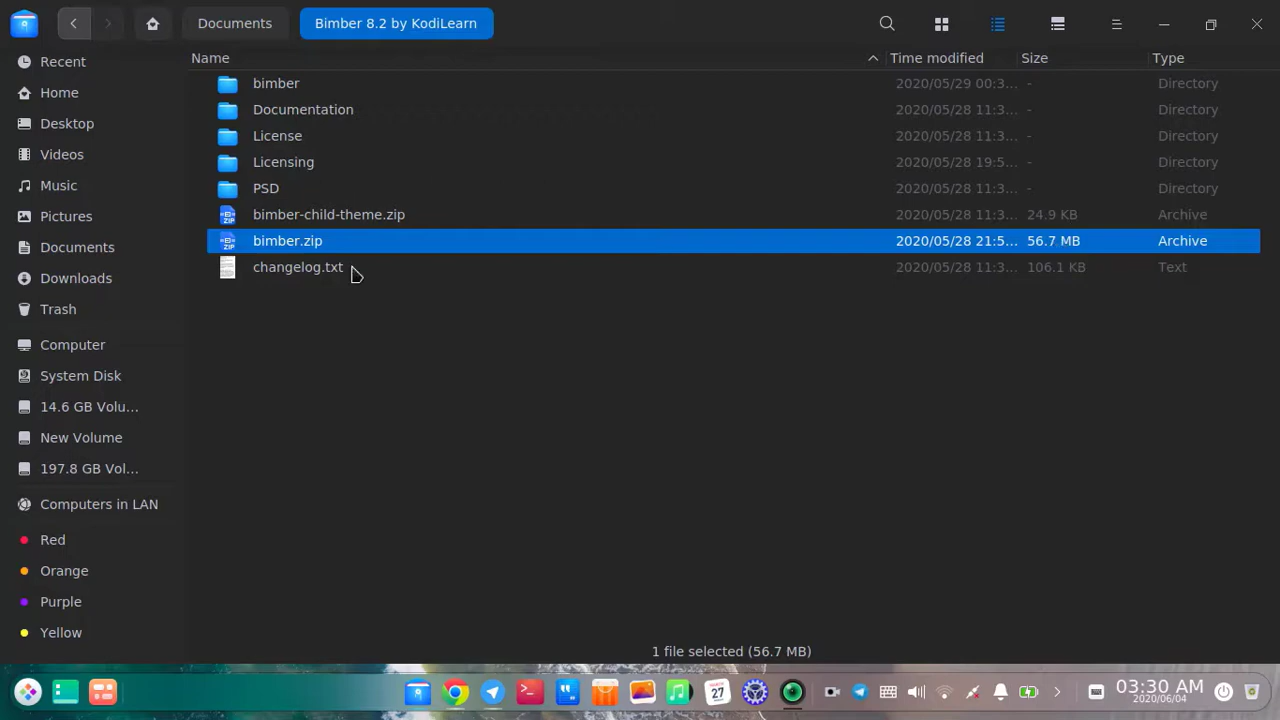 Documents Bimber 8.2 by KodiLearn
Name Time modified Size Type
Recent
Home
Desktop
Videos
Music
Pictures
Documents
Downloads
Trash
Computer
System Disk
14.6 GB Volu...
New Volume
197.8 GB Vol...
Computers in LAN
Red
Orange
Purple
Yellow
bimber 2020/05/29 00:3... - Directory
Documentation 2020/05/28 11:3... - Directory
License 2020/05/28 11:3... - Directory
Licensing 2020/05/28 19:5... - Directory
PSD 2020/05/28 11:3... - Directory
bimber-child-theme.zip 2020/05/28 11:3... 24.9 KB Archive
bimber.zip 2020/05/28 21:5... 56.7 MB Archive
changelog.txt 2020/05/28 11:3... 106.1 KB Text
1 file selected (56.7 MB)
27
03:30 AM
2020/06/04